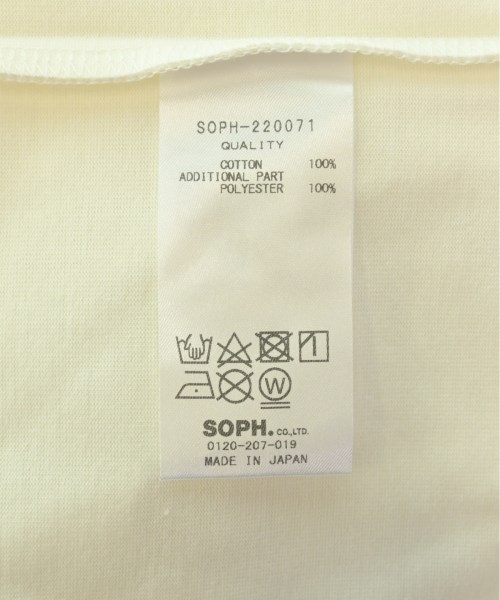 SOPH-220071
QUALITY
COTTON 100%
ADDITIONAL PART
POLYESTER 100%
W
SOPH. CO.,LTD.
0120-207-019
MADE IN JAPAN